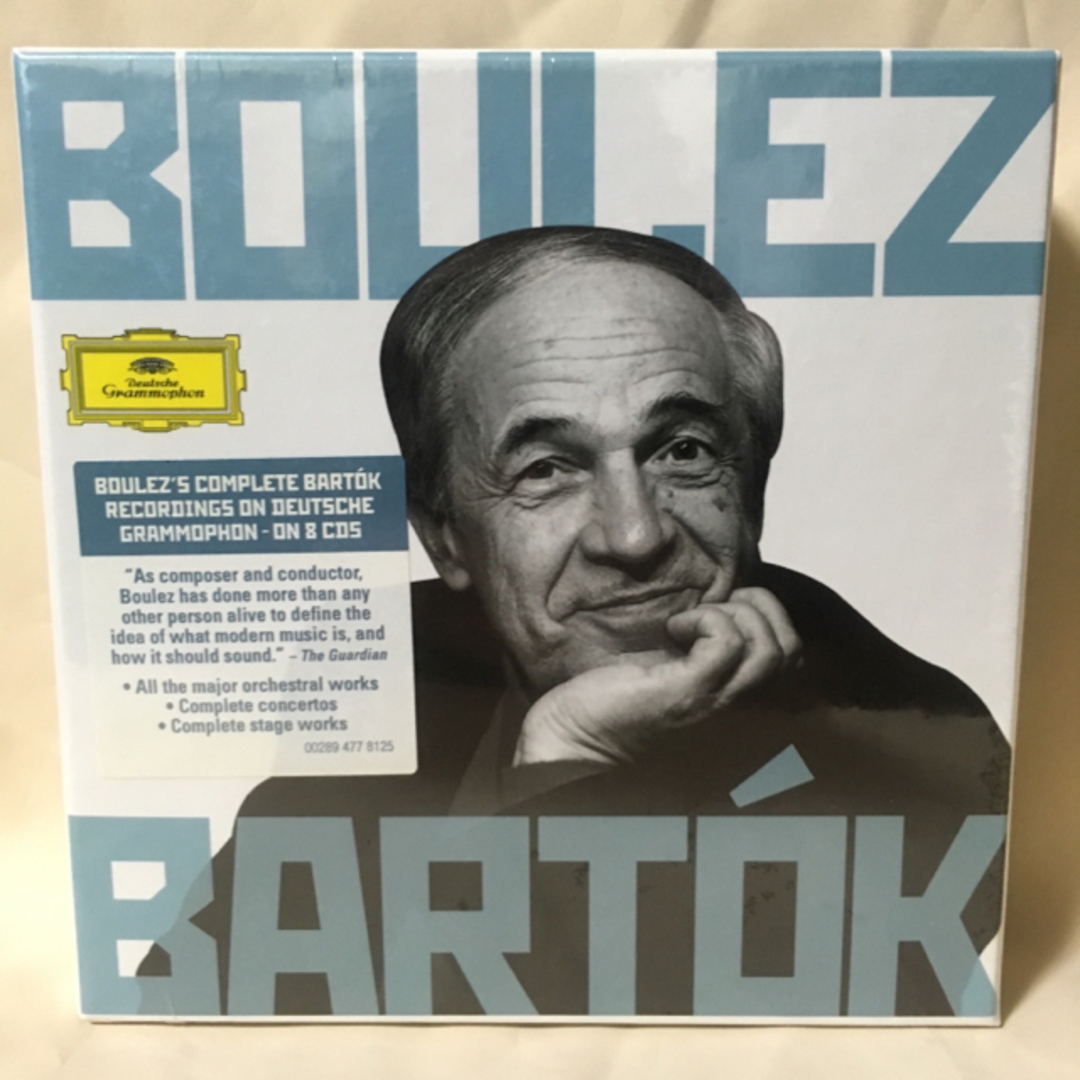 BOULEZ
Deutsche
Grammophon
BOULEZ'S COMPLETE BARTÓK
RECORDINGS ON DEUTSCHE
GRAMMOPHON - ON 8 CDS
"As composer and conductor,
Boulez has done more than any
other person alive to define the
idea of what modern music is, and
how it should sound." – The Guardian
• All the major orchestral works
• Complete concertos
• Complete stage works
00289 477 8125
BARTÓK